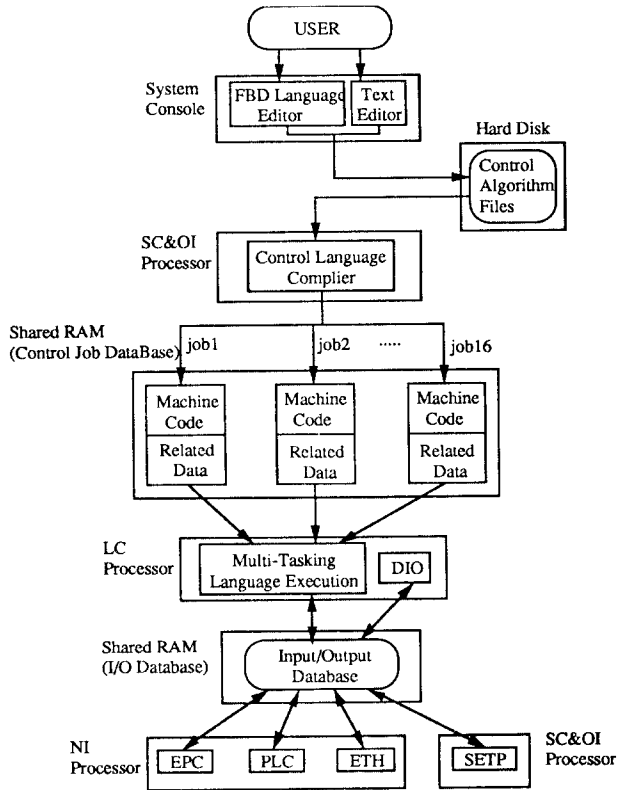 USER
System
Console
FBD Language
Editor
Text
Editor
Hard Disk
Control
Algorithm
Files
SC&OI
Processor
Control Language
Complier
Shared RAM
(Control Job DataBase)
job1
job2
.....
job16
Machine
Code
Related
Data
Machine
Code
Related
Data
Machine
Code
Related
Data
LC
Processor
Multi-Tasking
Language Execution
DIO
Shared RAM
(I/O Database)
Input/Output
Database
NI
Processor
EPC
PLC
ETH
SETP
SC&OI
Processor